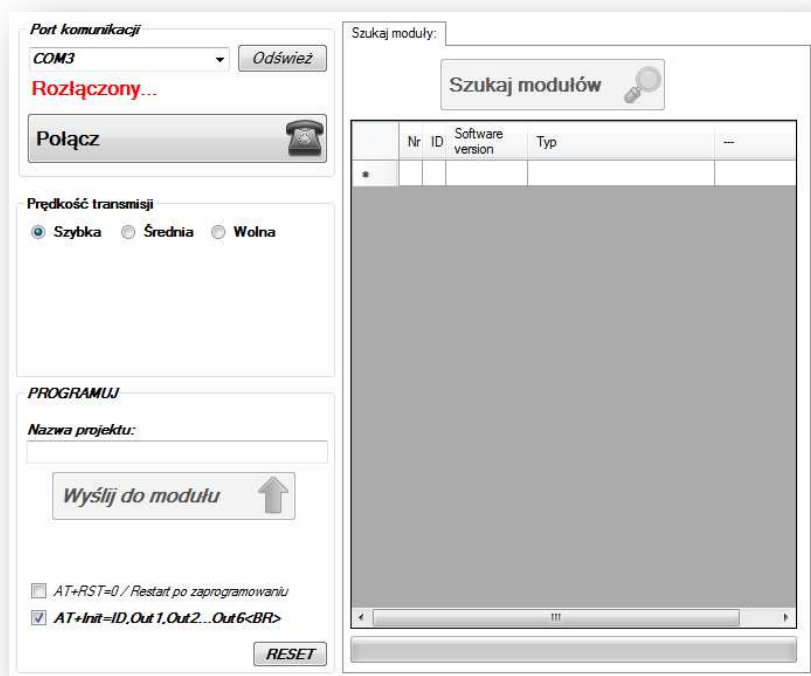 Port komunikacji
COM3
Odśwież
Rozłączony...
Połącz
Prędkość transmisji
Szybka Średnia Wolna
PROGRAMUJ
Nazwa projektu:
Wyślij do modułu
AT+RST=0 / Restart po zaprogramowaniu
AT+Init=ID,Out1,Out2...Out6<BR>
RESET
Szukaj moduły:
Szukaj modułów
Nr ID Software version Typ ---
*